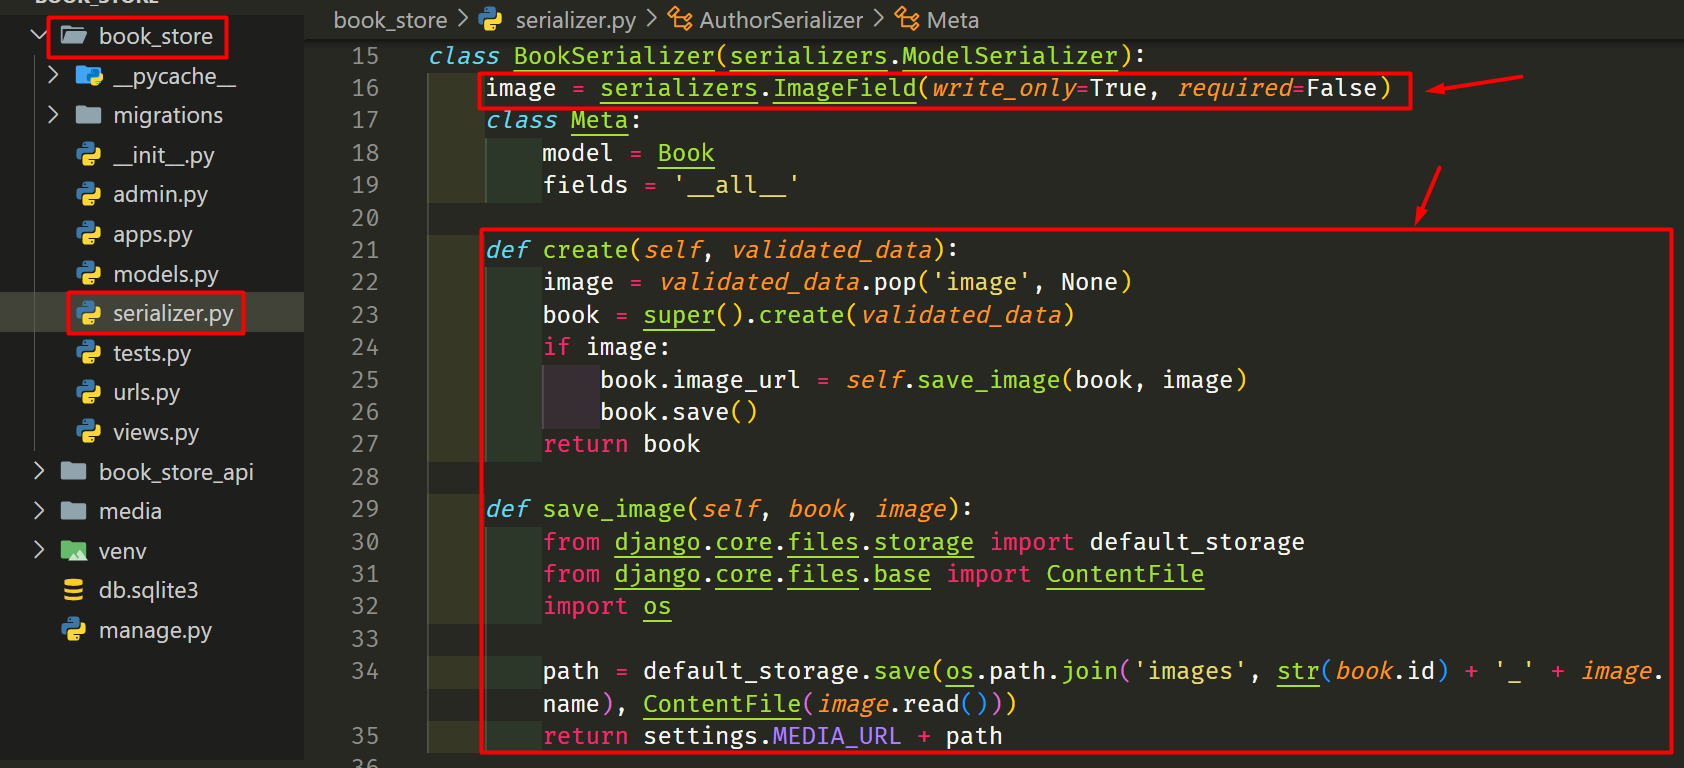 BOOK_STORE
book_store
__pycache__
migrations
__init__.py
admin.py
apps.py
models.py
serializer.py
tests.py
urls.py
views.py
book_store_api
media
venv
db.sqlite3
manage.py
book_store > serializer.py > AuthorSerializer > Meta
15 class BookSerializer(serializers.ModelSerializer):
16 image = serializers.ImageField(write_only=True, required=False)
17 class Meta:
18 model = Book
19 fields = '__all__'
20
21 def create(self, validated_data):
22 image = validated_data.pop('image', None)
23 book = super().create(validated_data)
24 if image:
25 book.image_url = self.save_image(book, image)
26 book.save()
27 return book
28
29 def save_image(self, book, image):
30 from django.core.files.storage import default_storage
31 from django.core.files.base import ContentFile
32 import os
33
34 path = default_storage.save(os.path.join('images', str(book.id) + '_' + image.
name), ContentFile(image.read()))
35 return settings.MEDIA_URL + path
36